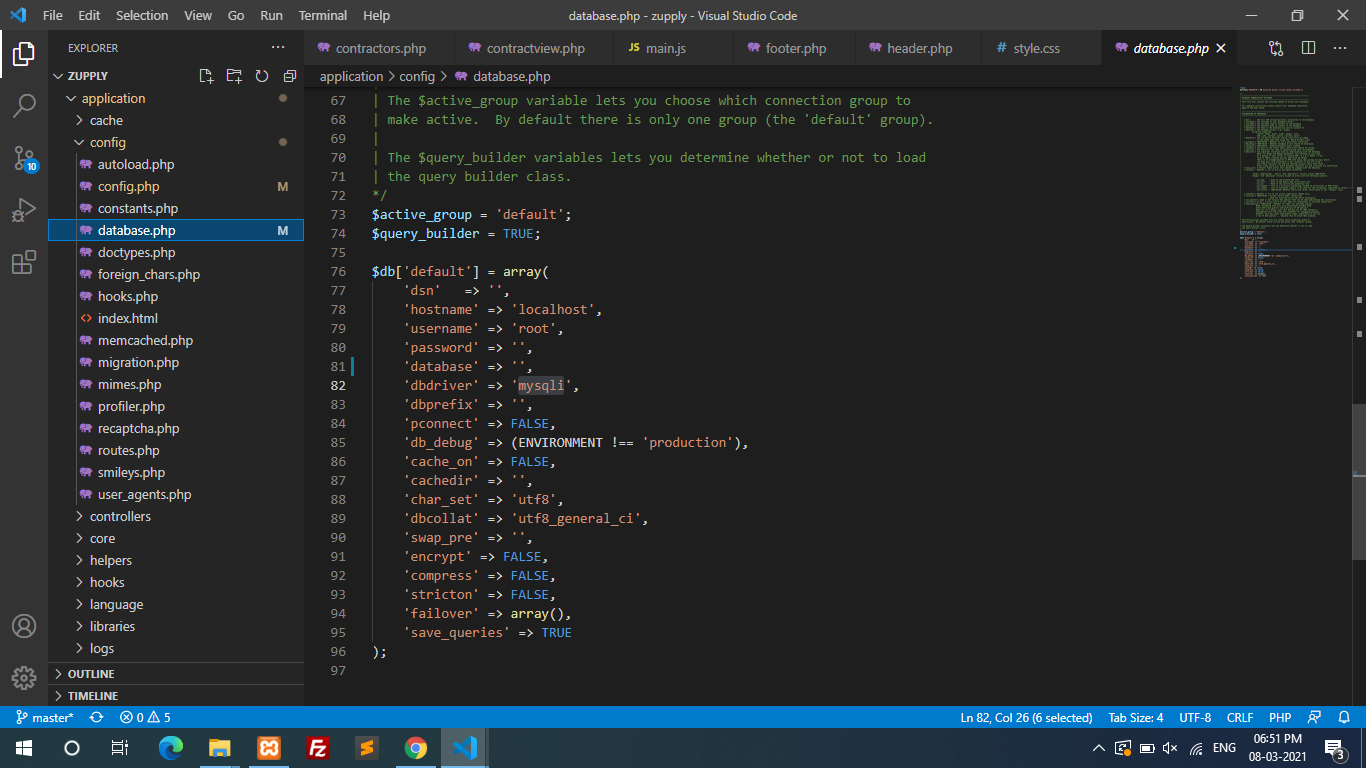 File Edit Selection View Go Run Terminal Help
database.php - zupply - Visual Studio Code
EXPLORER
ZUPPLY
application
cache
config
autoload.php
config.php M
constants.php
database.php M
doctypes.php
foreign_chars.php
hooks.php
index.html
memcached.php
migration.php
mimes.php
profiler.php
recaptcha.php
routes.php
smileys.php
user_agents.php
controllers
core
helpers
hooks
language
libraries
logs
OUTLINE
TIMELINE
10
contractors.php contractview.php JS main.js footer.php header.php # style.css database.php
application > config > database.php
67 | The $active_group variable lets you choose which connection group to
68 | make active.  By default there is only one group (the 'default' group).
69 |
70 | The $query_builder variables lets you determine whether or not to load
71 | the query builder class.
72 */
73 $active_group = 'default';
74 $query_builder = TRUE;
75
76 $db['default'] = array(
77 'dsn'   => '',
78 'hostname' => 'localhost',
79 'username' => 'root',
80 'password' => '',
81 'database' => '',
82 'dbdriver' => 'mysqli',
83 'dbprefix' => '',
84 'pconnect' => FALSE,
85 'db_debug' => (ENVIRONMENT !== 'production'),
86 'cache_on' => FALSE,
87 'cachedir' => '',
88 'char_set' => 'utf8',
89 'dbcollat' => 'utf8_general_ci',
90 'swap_pre' => '',
91 'encrypt' => FALSE,
92 'compress' => FALSE,
93 'stricton' => FALSE,
94 'failover' => array(),
95 'save_queries' => TRUE
96 );
97
master* 0 5 Ln 82, Col 26 (6 selected) Tab Size: 4 UTF-8 CRLF PHP
ENG 06:51 PM
08-03-2021
3